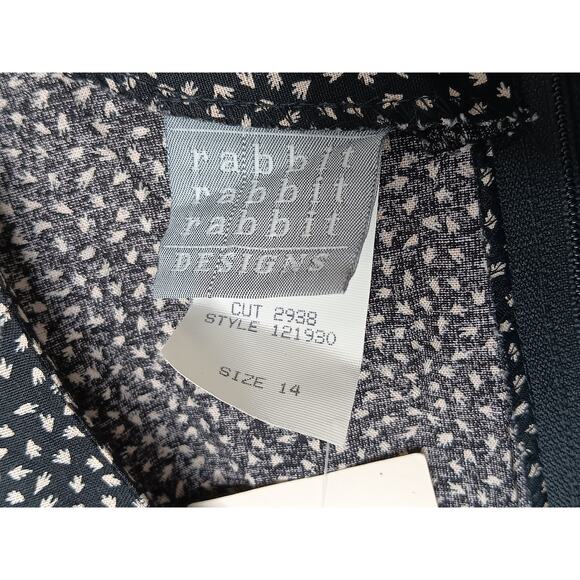 rabbit
rabbit
rabbit
DESIGNS
CUT 2938
STYLE 121930
SIZE 14